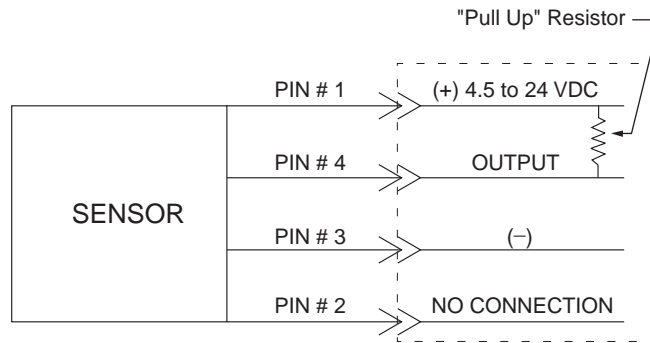 "Pull Up" Resistor
PIN # 1
(+) 4.5 to 24 VDC
PIN # 4
OUTPUT
SENSOR
PIN # 3
(−)
PIN # 2
NO CONNECTION